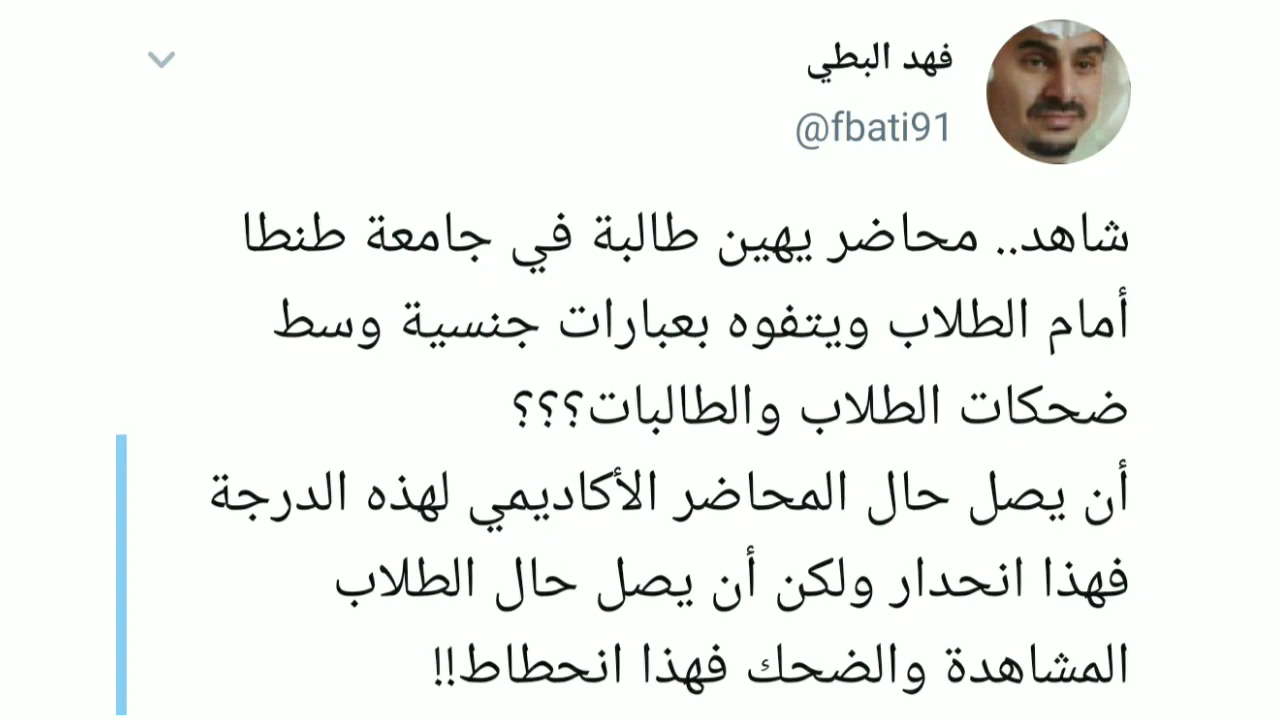 فهد البطي
@fbati91
شاهد.. محاضر يهين طالبة في جامعة طنطا
أمام الطلاب ويتفوه بعبارات جنسية وسط
ضحكات الطلاب والطالبات؟؟؟
أن يصل حال المحاضر الأكاديمي لهذه الدرجة
فهذا انحدار ولكن أن يصل حال الطلاب
المشاهدة والضحك فهذا انحطاط!!